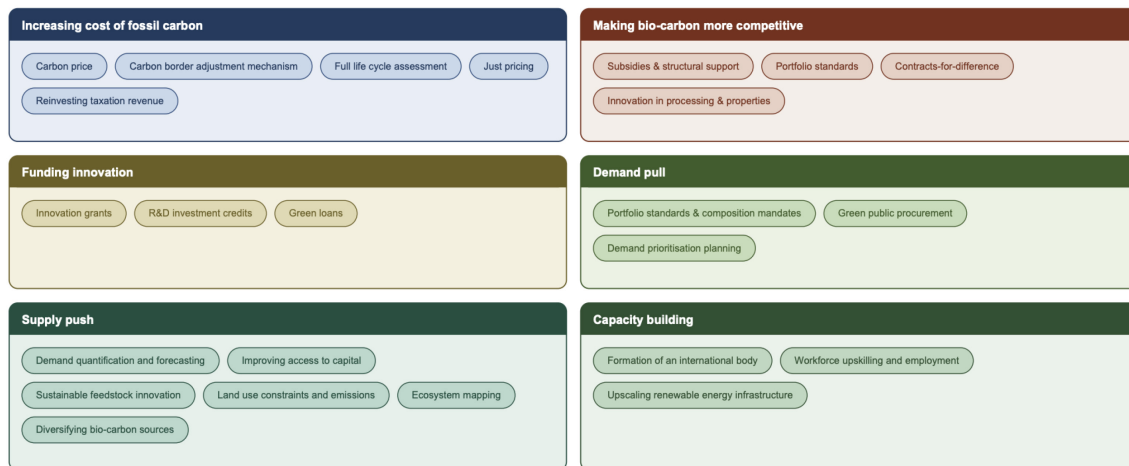 Increasing cost of fossil carbon
Carbon price
Carbon border adjustment mechanism
Full life cycle assessment
Just pricing
Reinvesting taxation revenue
Making bio-carbon more competitive
Subsidies & structural support
Portfolio standards
Contracts-for-difference
Innovation in processing & properties
Funding innovation
Innovation grants
R&D investment credits
Green loans
Demand pull
Portfolio standards & composition mandates
Green public procurement
Demand prioritisation planning
Supply push
Demand quantification and forecasting
Improving access to capital
Sustainable feedstock innovation
Land use constraints and emissions
Ecosystem mapping
Diversifying bio-carbon sources
Capacity building
Formation of an international body
Workforce upskilling and employment
Upscaling renewable energy infrastructure